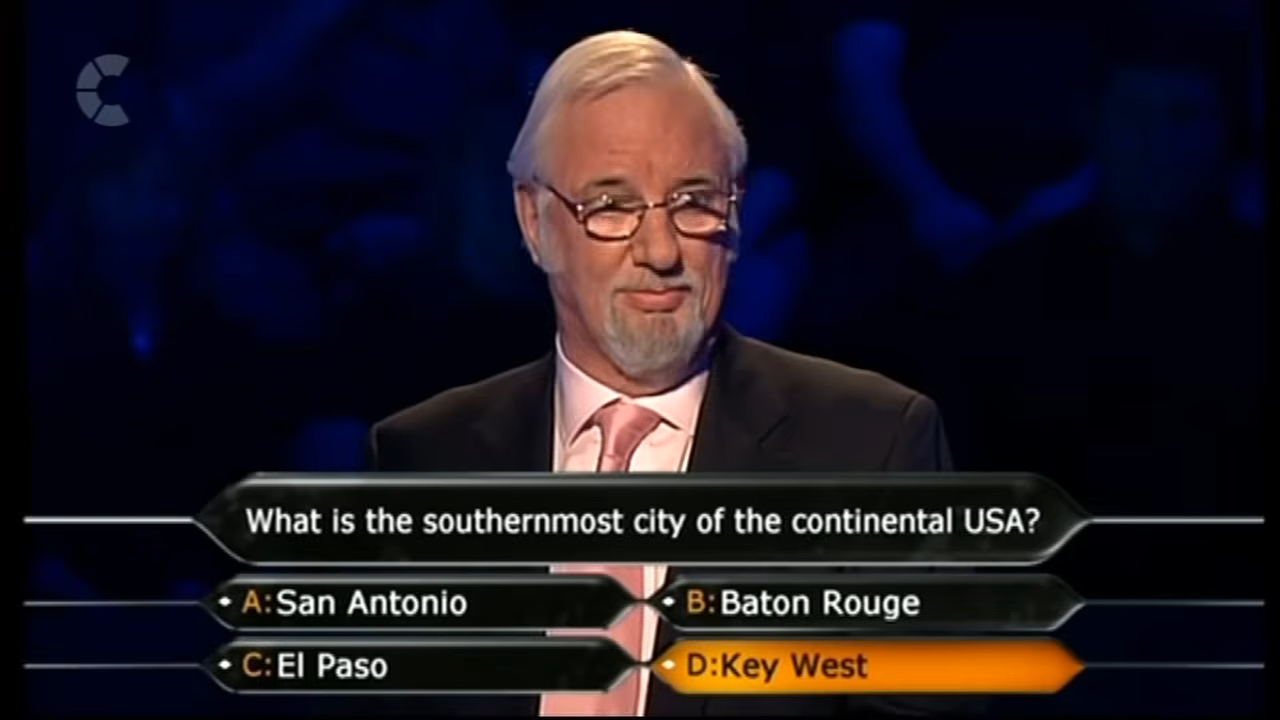 What is the southernmost city of the continental USA?
A: San Antonio
B: Baton Rouge
C: El Paso
D: Key West